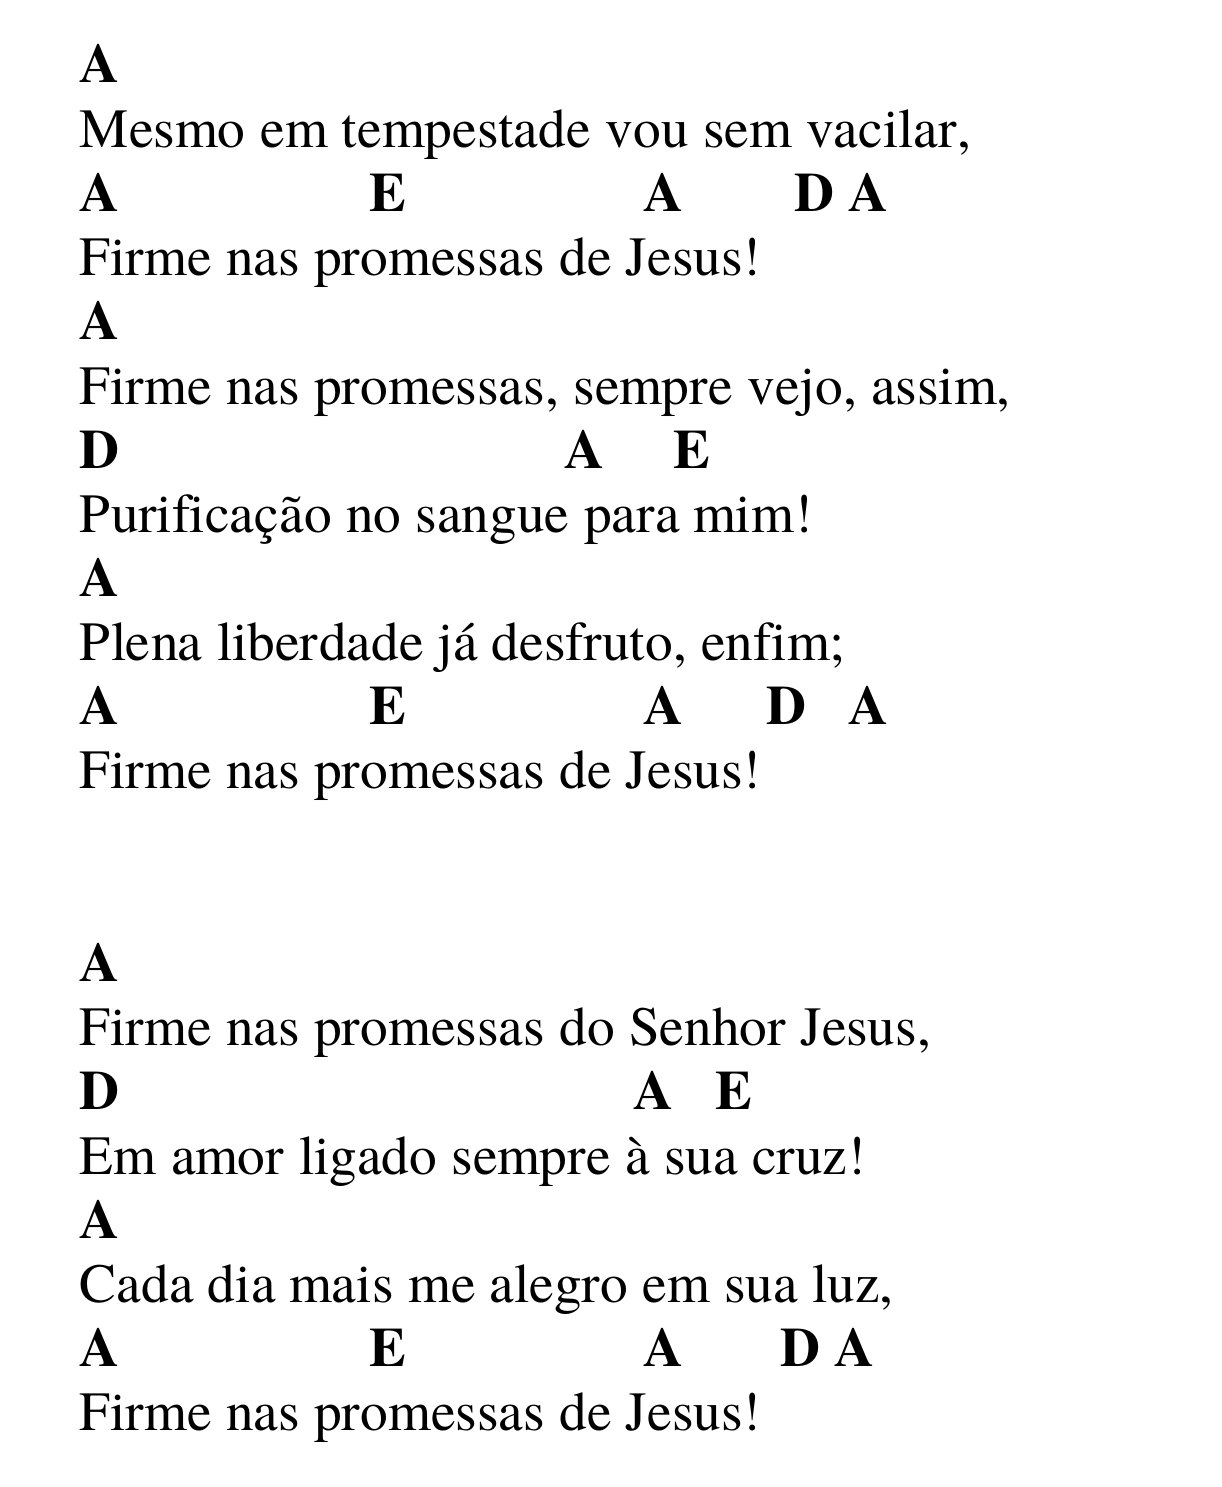 A
Mesmo em tempestade vou sem vacilar,
A E A D A
Firme nas promessas de Jesus!
A
Firme nas promessas, sempre vejo, assim,
D A E
Purificação no sangue para mim!
A
Plena liberdade já desfruto, enfim;
A E A D A
Firme nas promessas de Jesus!
A
Firme nas promessas do Senhor Jesus,
D A E
Em amor ligado sempre à sua cruz!
A
Cada dia mais me alegro em sua luz,
A E A D A
Firme nas promessas de Jesus!